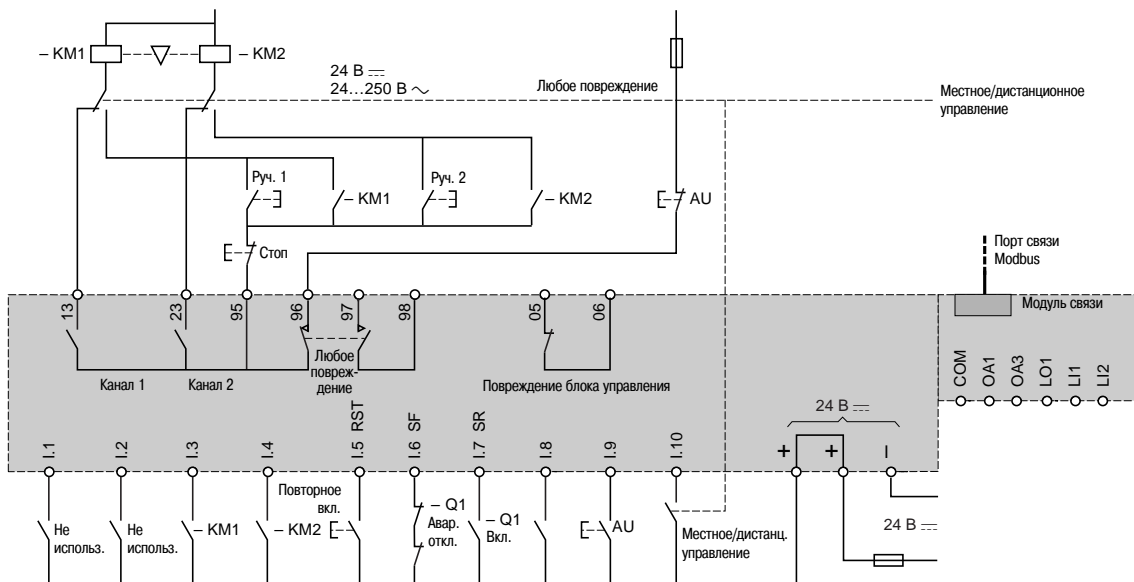 – KM1
– KM2
24 В
24…250 В
Любое повреждение
Местное/дистанционное
управление
Руч. 1
– KM1
Руч. 2
– KM2
AU
Стоп
Порт связи
Modbus
Модуль связи
13
23
95
96
97
98
05
06
Канал 1
Канал 2
Любое
повреж-
дение
Повреждение блока управления
COM
OA1
OA3
LO1
LI1
LI2
24 В
I.1
I.2
I.3
I.4
I.5 RST
I.6 SF
I.7 SR
I.8
I.9
I.10
+
+
I
Не
использ.
Не
использ.
– KM1
– KM2
Повторное
вкл.
– Q1
Авар.
откл.
– Q1
Вкл.
AU
Местное/дистанц.
управление
24 В